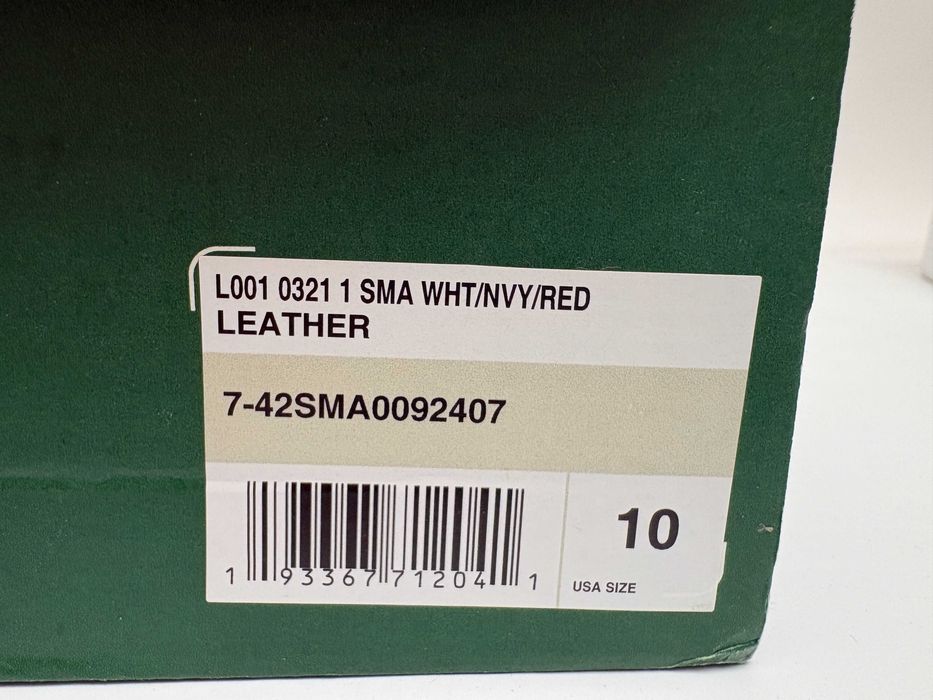 L001 0321 1 SMA WHT/NVY/RED
LEATHER
7-42SMA0092407
1 93367 71204 1
10
USA SIZE